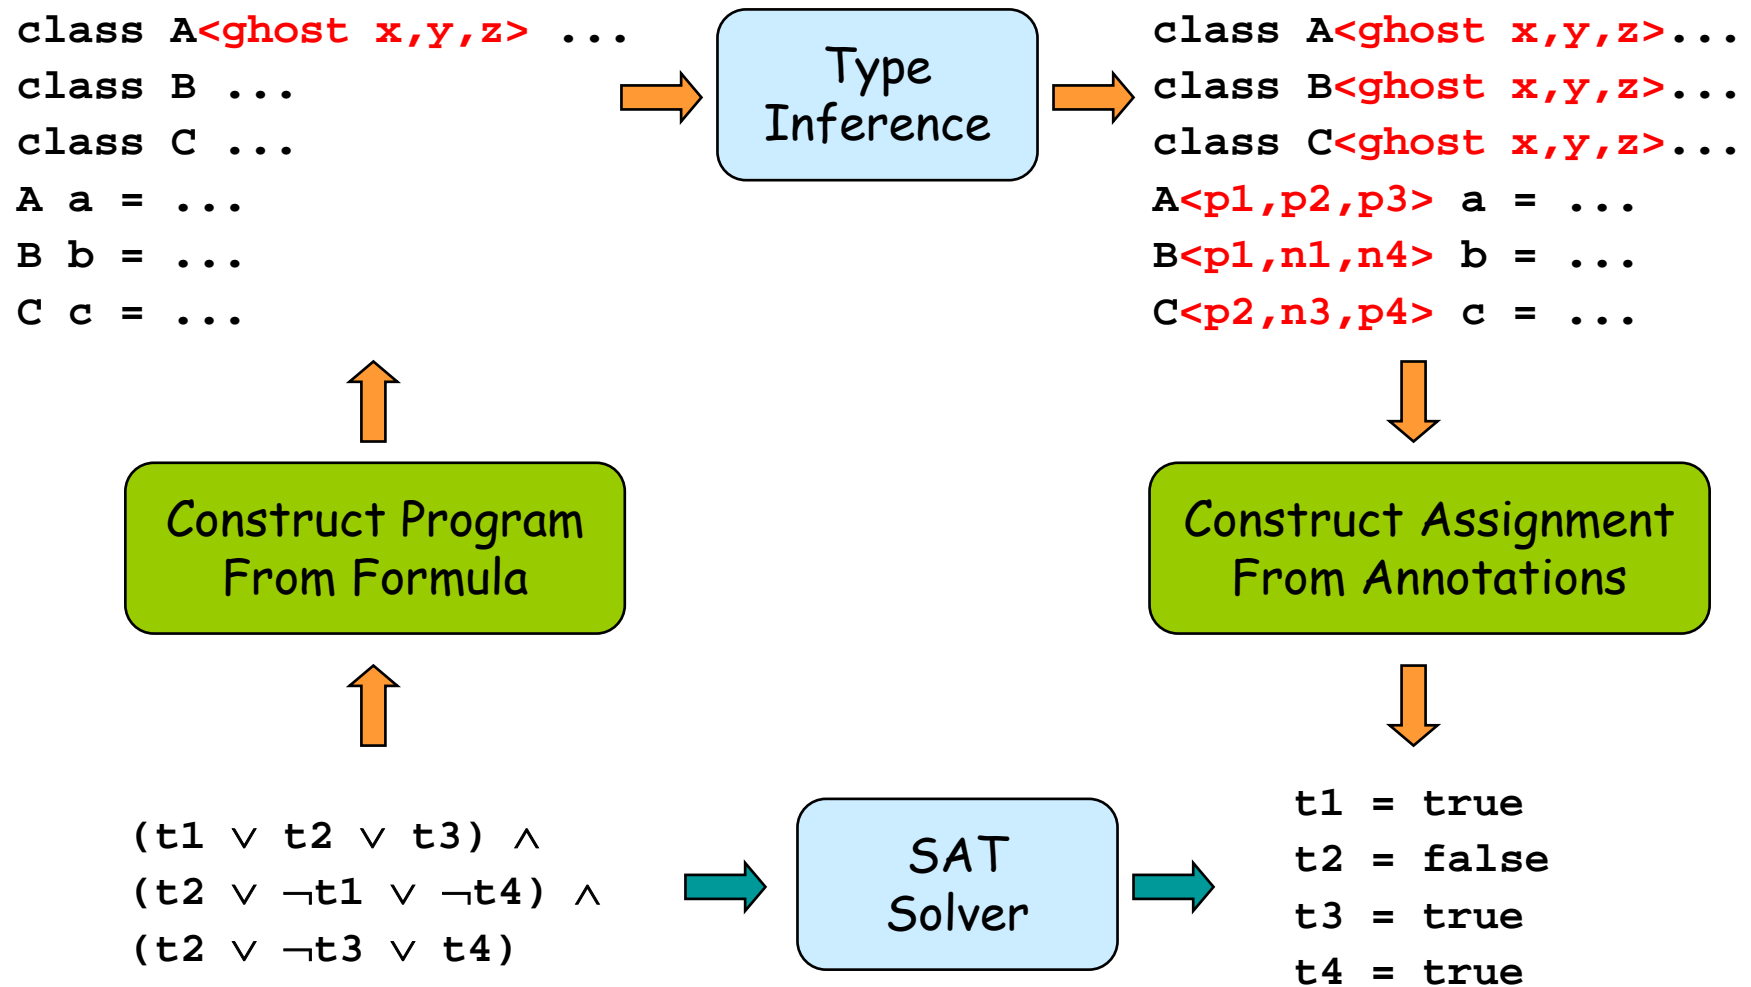 class A<ghost x,y,z> ...
class B ...
class C ...
A a = ...
B b = ...
C c = ...
Type
Inference
class A<ghost x,y,z>...
class B<ghost x,y,z>...
class C<ghost x,y,z>...
A<p1,p2,p3> a = ...
B<p1,n1,n4> b = ...
C<p2,n3,p4> c = ...
Construct Program
From Formula
Construct Assignment
From Annotations
(t1 ∨ t2 ∨ t3) ∧
(t2 ∨ ¬t1 ∨ ¬t4) ∧
(t2 ∨ ¬t3 ∨ t4)
SAT
Solver
t1 = true
t2 = false
t3 = true
t4 = true